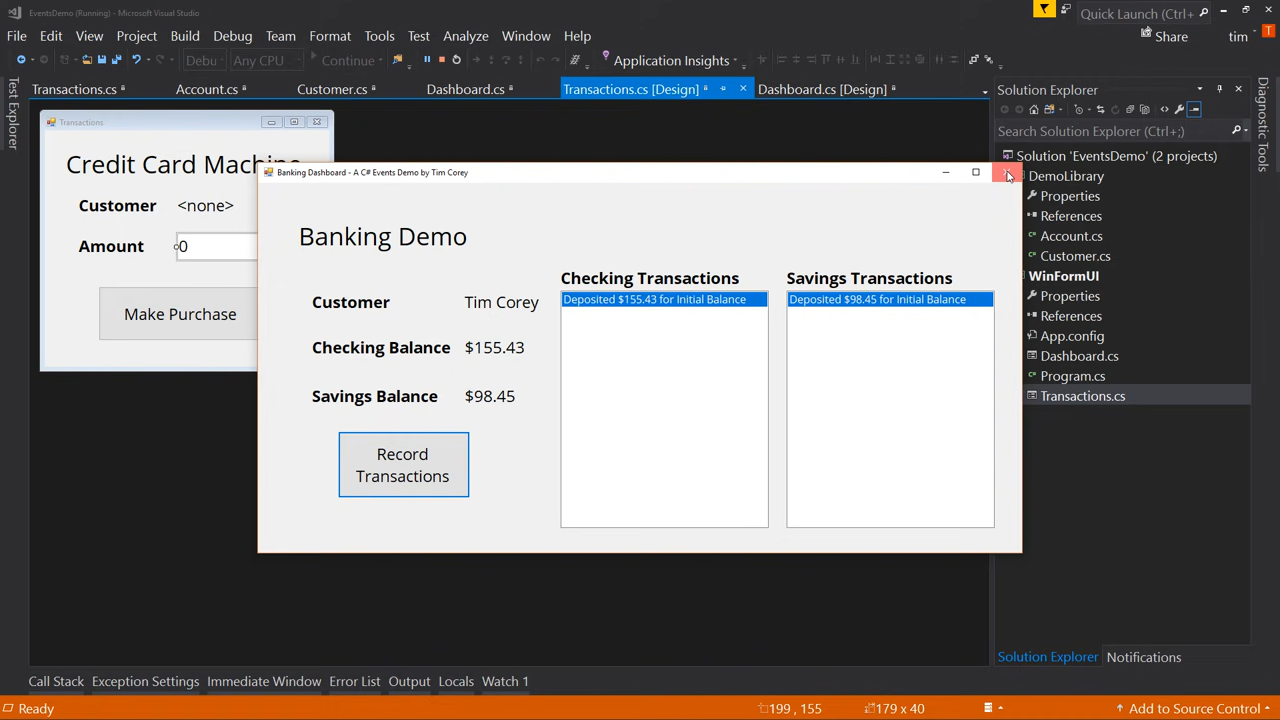 EventsDemo (Running) - Microsoft Visual Studio
Quick Launch (Ctrl+;)
File Edit View Project Build Debug Team Format Tools Test Analyze Window Help
Share
tim
T
Debug
Any CPU
Continue
Application Insights
Test Explorer
Transactions.cs
Account.cs
Customer.cs
Dashboard.cs
Transactions.cs [Design]
Dashboard.cs [Design]
Transactions
Credit Card Machine
Customer <none>
Amount 0
Make Purchase
Banking Dashboard - A C# Events Demo by Tim Corey
Banking Demo
Customer Tim Corey
Checking Balance $155.43
Savings Balance $98.45
Record
Transactions
Checking Transactions
Deposited $155.43 for Initial Balance
Savings Transactions
Deposited $98.45 for Initial Balance
Solution Explorer
Search Solution Explorer (Ctrl+;)
Solution 'EventsDemo' (2 projects)
DemoLibrary
Properties
References
Account.cs
Customer.cs
WinFormUI
Properties
References
App.config
Dashboard.cs
Program.cs
Transactions.cs
Diagnostic Tools
Solution Explorer Notifications
Call Stack Exception Settings Immediate Window Error List Output Locals Watch 1
Ready
199 , 155
179 x 40
Add to Source Control